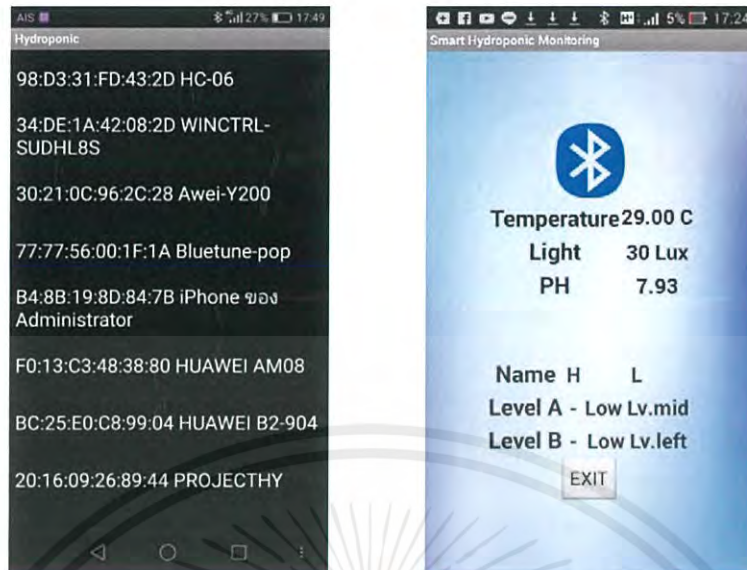 AIS 27% 17:49
Hydroponic
98:D3:31:FD:43:2D HC-06
34:DE:1A:42:08:2D WINCTRL-
SUDHL8S
30:21:0C:96:2C:28 Awei-Y200
77:77:56:00:1F:1A Bluetune-pop
B4:8B:19:8D:84:7B iPhone ของ
Administrator
F0:13:C3:48:38:80 HUAWEI AM08
BC:25:E0:C8:99:04 HUAWEI B2-904
20:16:09:26:89:44 PROJECTHY
5% 17:24
Smart Hydroponic Monitoring
Temperature 29.00 C
Light 30 Lux
PH 7.93
Name H L
Level A - Low Lv.mid
Level B - Low Lv.left
EXIT